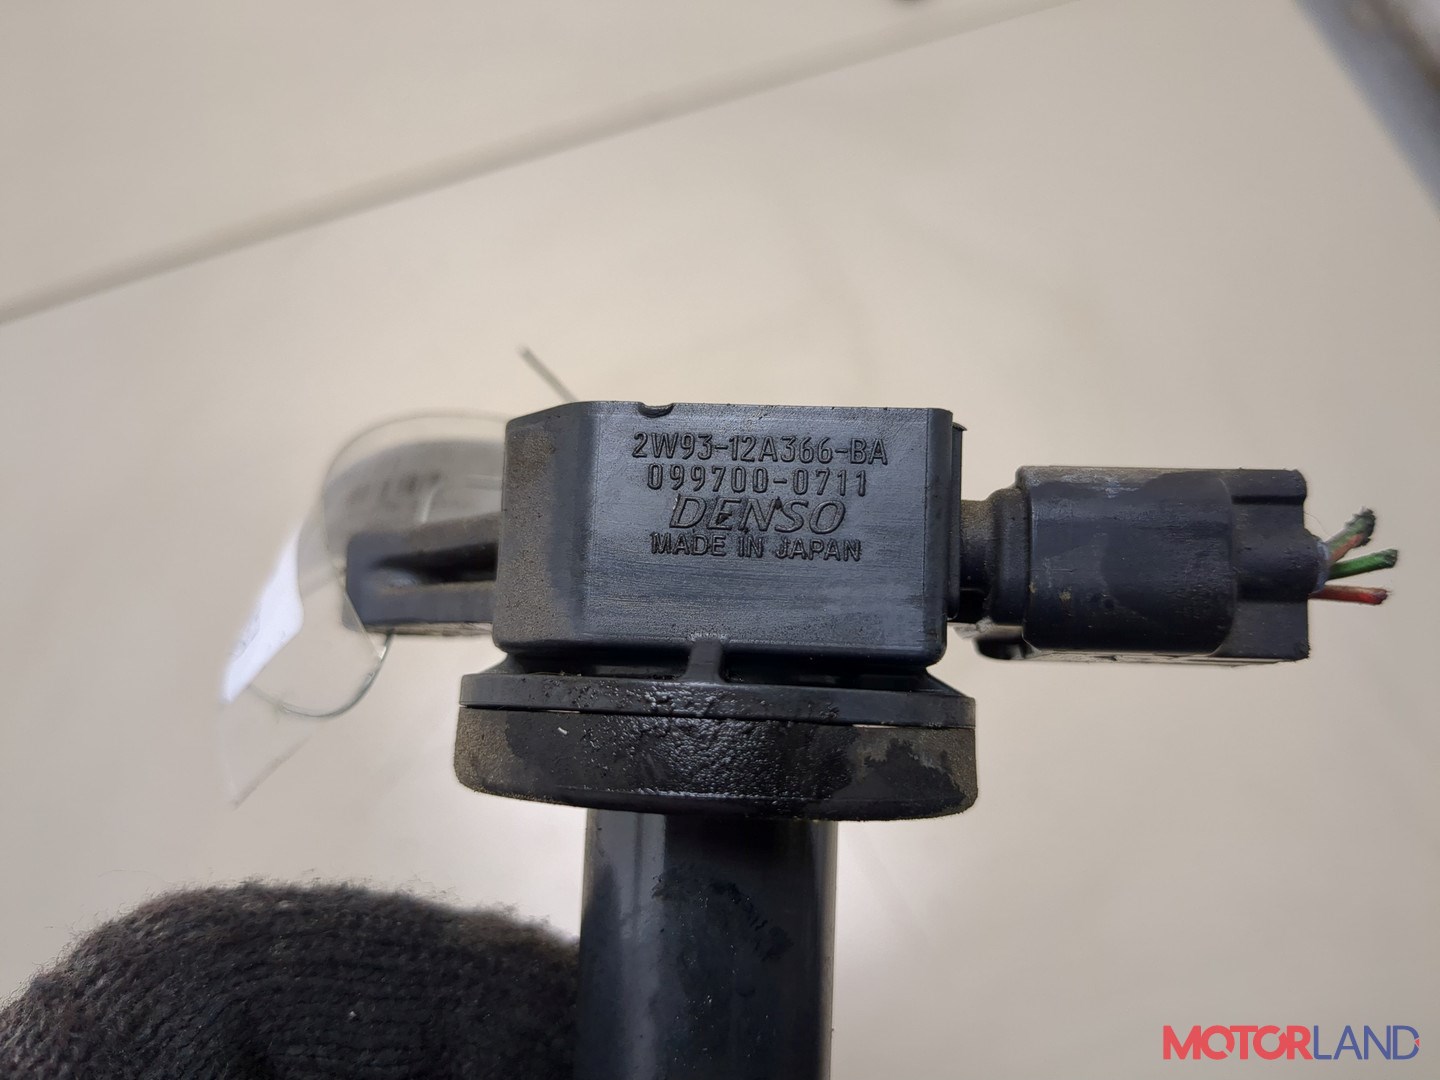 2W93-12A366-BA
099700-0711
DENSO
MADE IN JAPAN
MOTORLAND